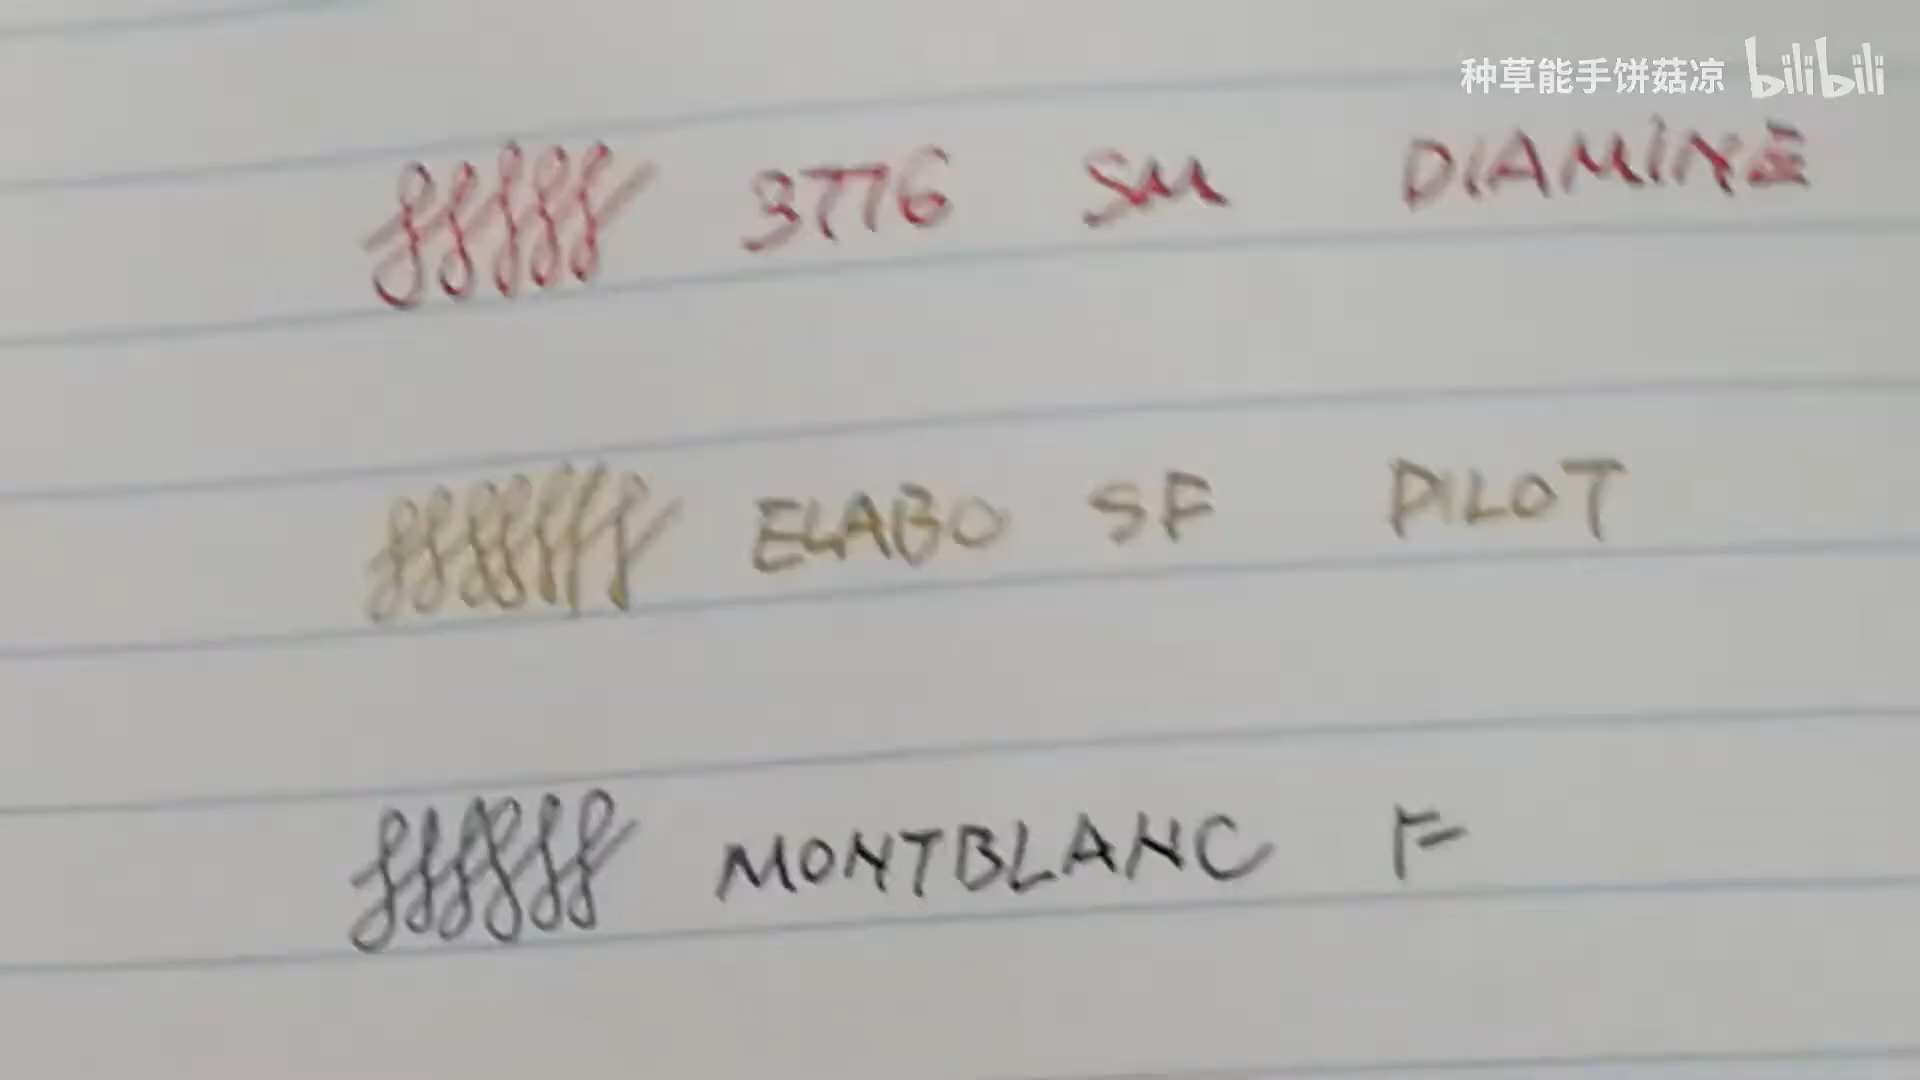 种草能手饼菇凉 bilibili
3776 SM DIAMINE
ELABO SF PILOT
MONTBLANC F